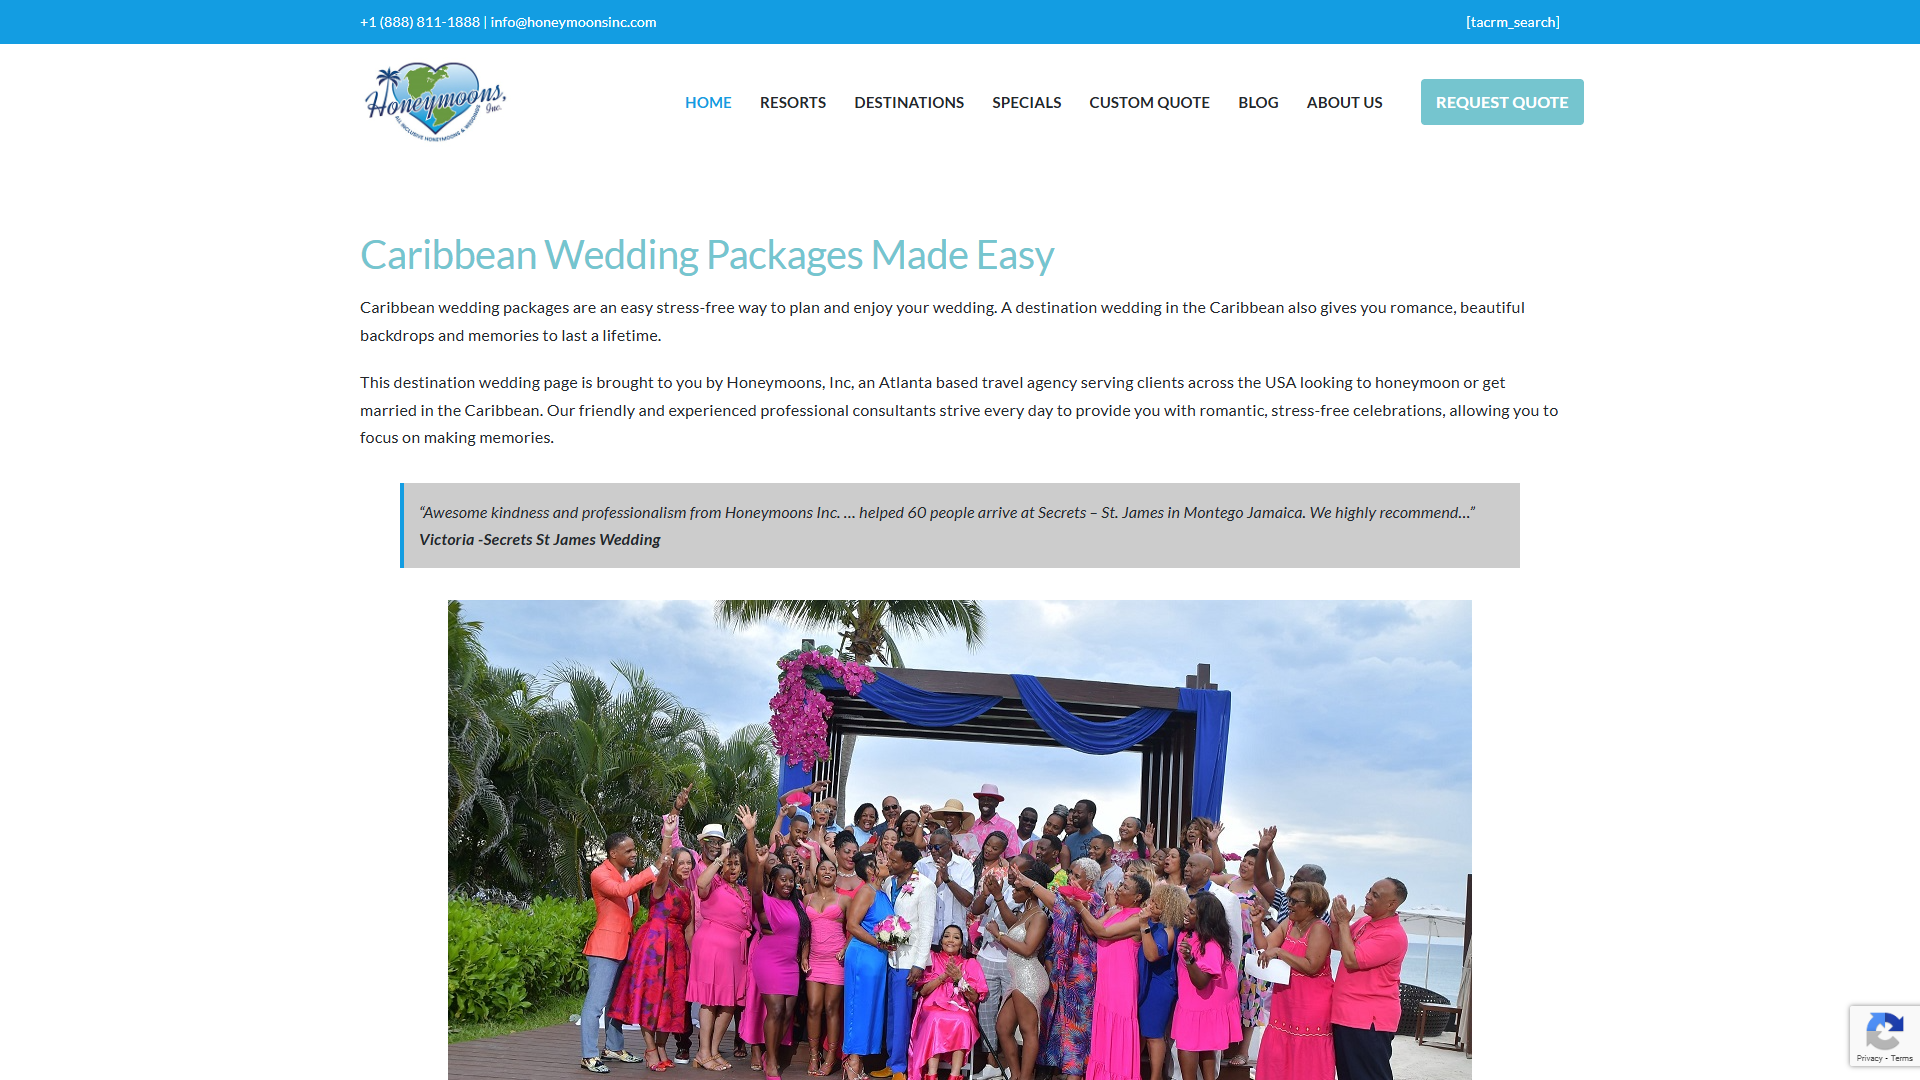 +1 (888) 811-1888 | info@honeymoonsinc.com
[tacrm_search]
Honeymoons, Inc.
ALL INCLUSIVE HONEYMOONS & WEDDINGS
HOME RESORTS DESTINATIONS SPECIALS CUSTOM QUOTE BLOG ABOUT US REQUEST QUOTE
Caribbean Wedding Packages Made Easy
Caribbean wedding packages are an easy stress-free way to plan and enjoy your wedding. A destination wedding in the Caribbean also gives you romance, beautiful
backdrops and memories to last a lifetime.
This destination wedding page is brought to you by Honeymoons, Inc, an Atlanta based travel agency serving clients across the USA looking to honeymoon or get
married in the Caribbean. Our friendly and experienced professional consultants strive every day to provide you with romantic, stress-free celebrations, allowing you to
focus on making memories.
“Awesome kindness and professionalism from Honeymoons Inc. … helped 60 people arrive at Secrets – St. James in Montego Jamaica. We highly recommend…”
Victoria -Secrets St James Wedding
Privacy - Terms